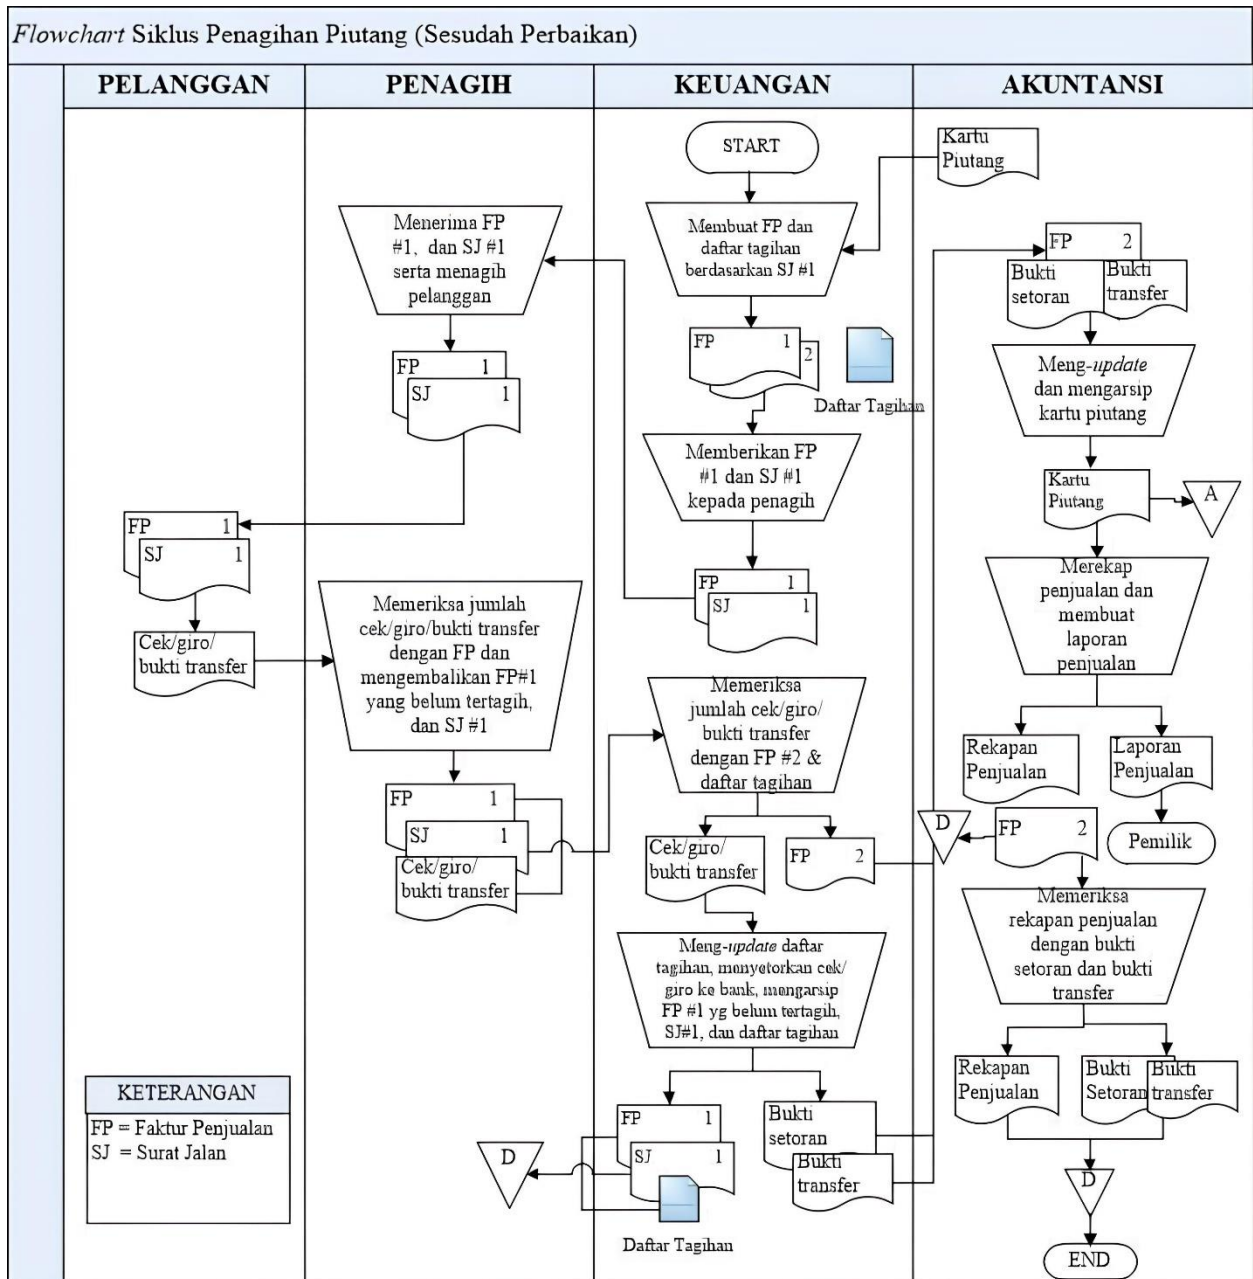 Flowchart Siklus Penagihan Piutang (Sesudah Perbaikan)
PELANGGAN
PENAGIH
KEUANGAN
AKUNTANSI
START
Kartu
Piutang
Menerima FP
#1, dan SJ #1
serta menagih
pelanggan
Membuat FP dan
daftar tagihan
berdasarkan SJ #1
FP 2
Bukti
setoran
Bukti
transfer
FP 1
2
Daftar Tagihan
FP 1
SJ 1
Meng-update
dan mengarsip
kartu piutang
Memberikan FP
#1 dan SJ #1
kepada penagih
Kartu
Piutang
A
FP 1
SJ 1
FP 1
SJ 1
Merekap
penjualan dan
membuat
laporan
penjualan
Cek/giro/
bukti transfer
Memeriksa jumlah
cek/giro/bukti transfer
dengan FP dan
mengembalikan FP#1
yang belum tertagih,
dan SJ #1
Memeriksa
jumlah cek/giro/
bukti transfer
dengan FP #2 &
daftar tagihan
Rekapan
Penjualan
Laporan
Penjualan
FP 1
SJ 1
Cek/giro/
bukti transfer
Cek/giro/
bukti transfer
FP 2
D
FP 2
Pemilik
Memeriksa
rekapan penjualan
dengan bukti
setoran dan bukti
transfer
Meng-update daftar
tagihan, menyetorkan cek/
giro ke bank, mengarsip
FP #1 yg belum tertagih,
SJ#1, dan daftar tagihan
Rekapan
Penjualan
Bukti
Setoran
Bukti
transfer
KETERANGAN
FP = Faktur Penjualan
SJ = Surat Jalan
FP 1
SJ 1
Daftar Tagihan
D
Bukti
setoran
Bukti
transfer
D
END